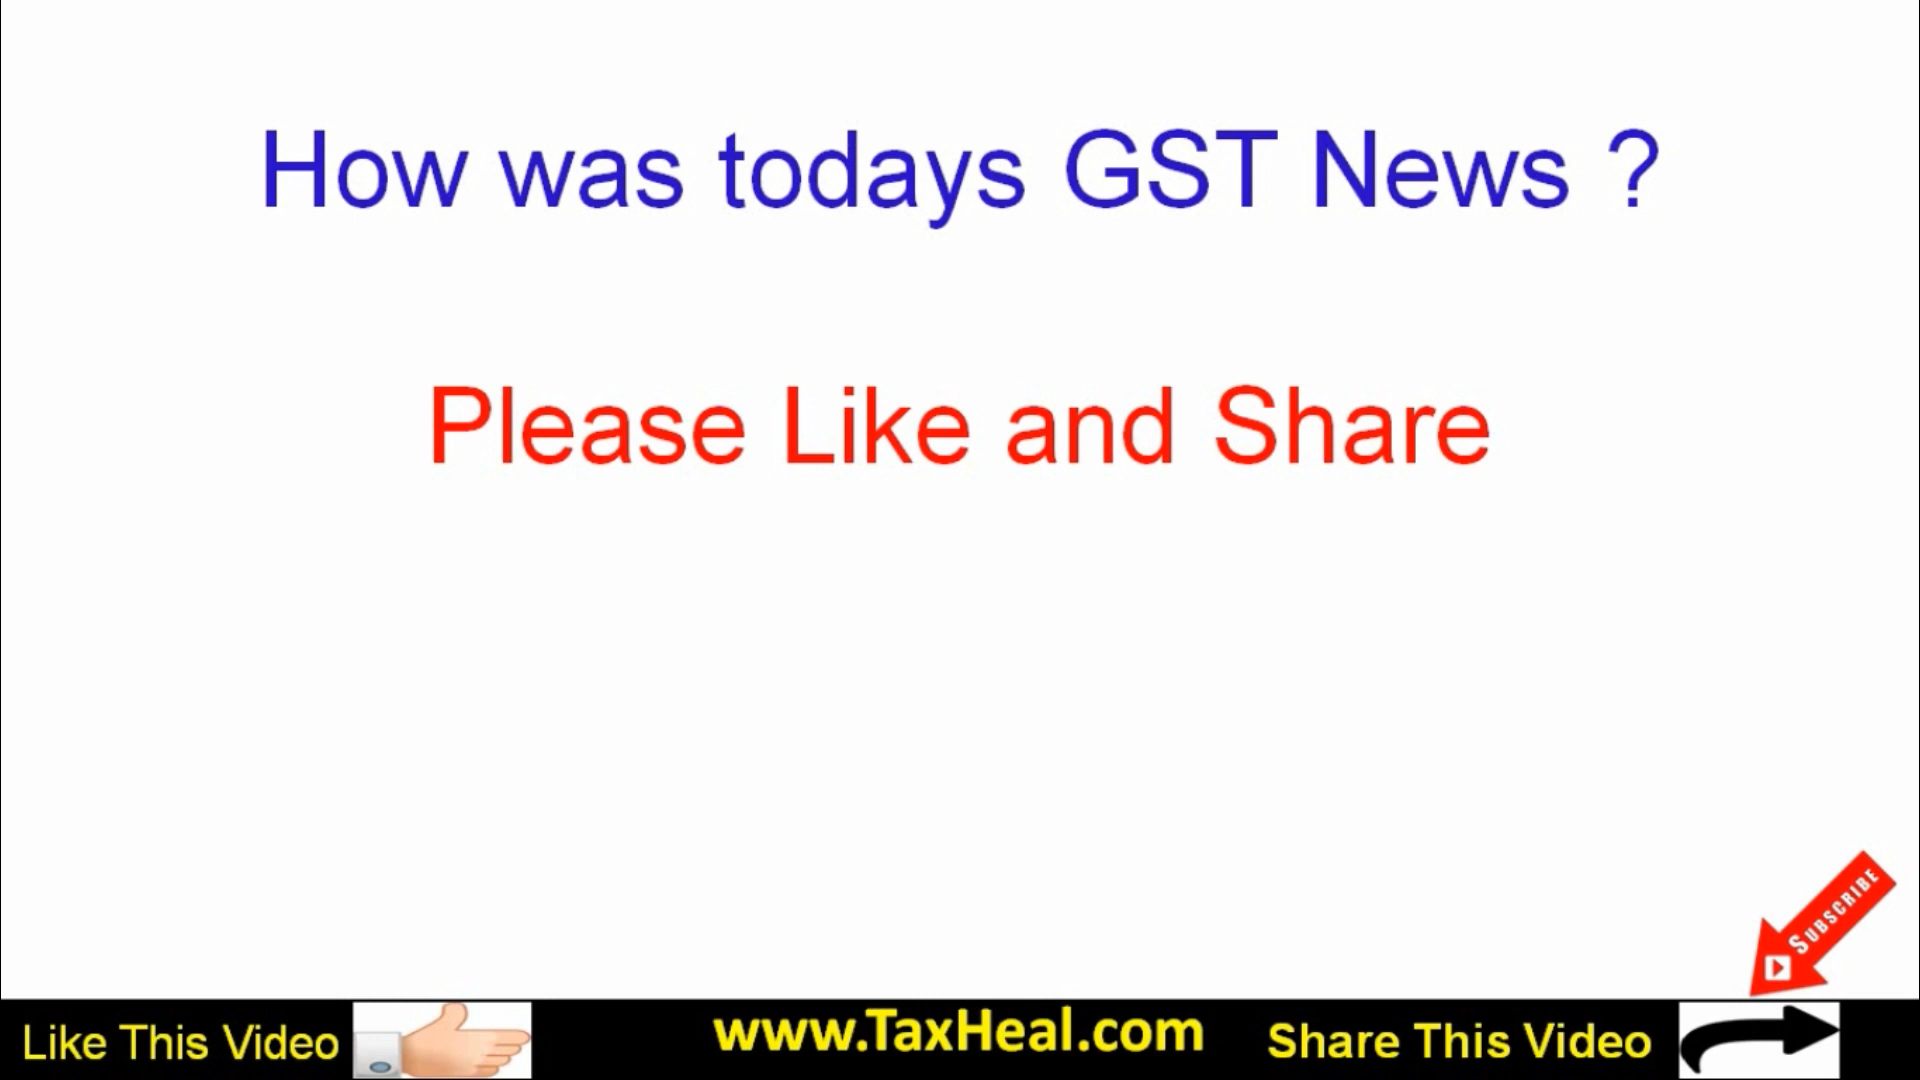 How was todays GST News ?
Please Like and Share
SUBSCRIBE
Like This Video
www.TaxHeal.com
Share This Video